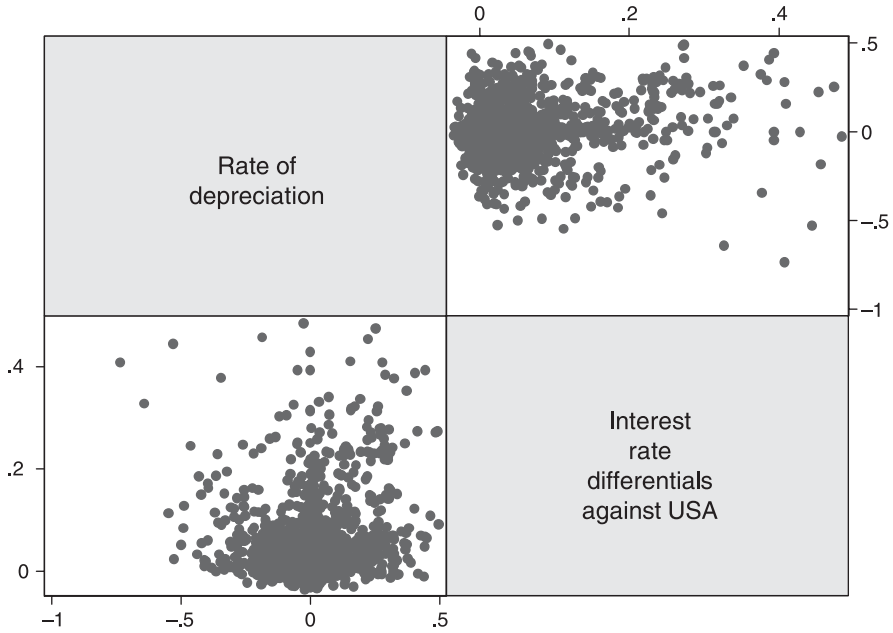 0 .2 .4
Rate of
depreciation
.5
0
–.5
–1
.4
.2
0
Interest
rate
differentials
against USA
–1 –.5 0 .5